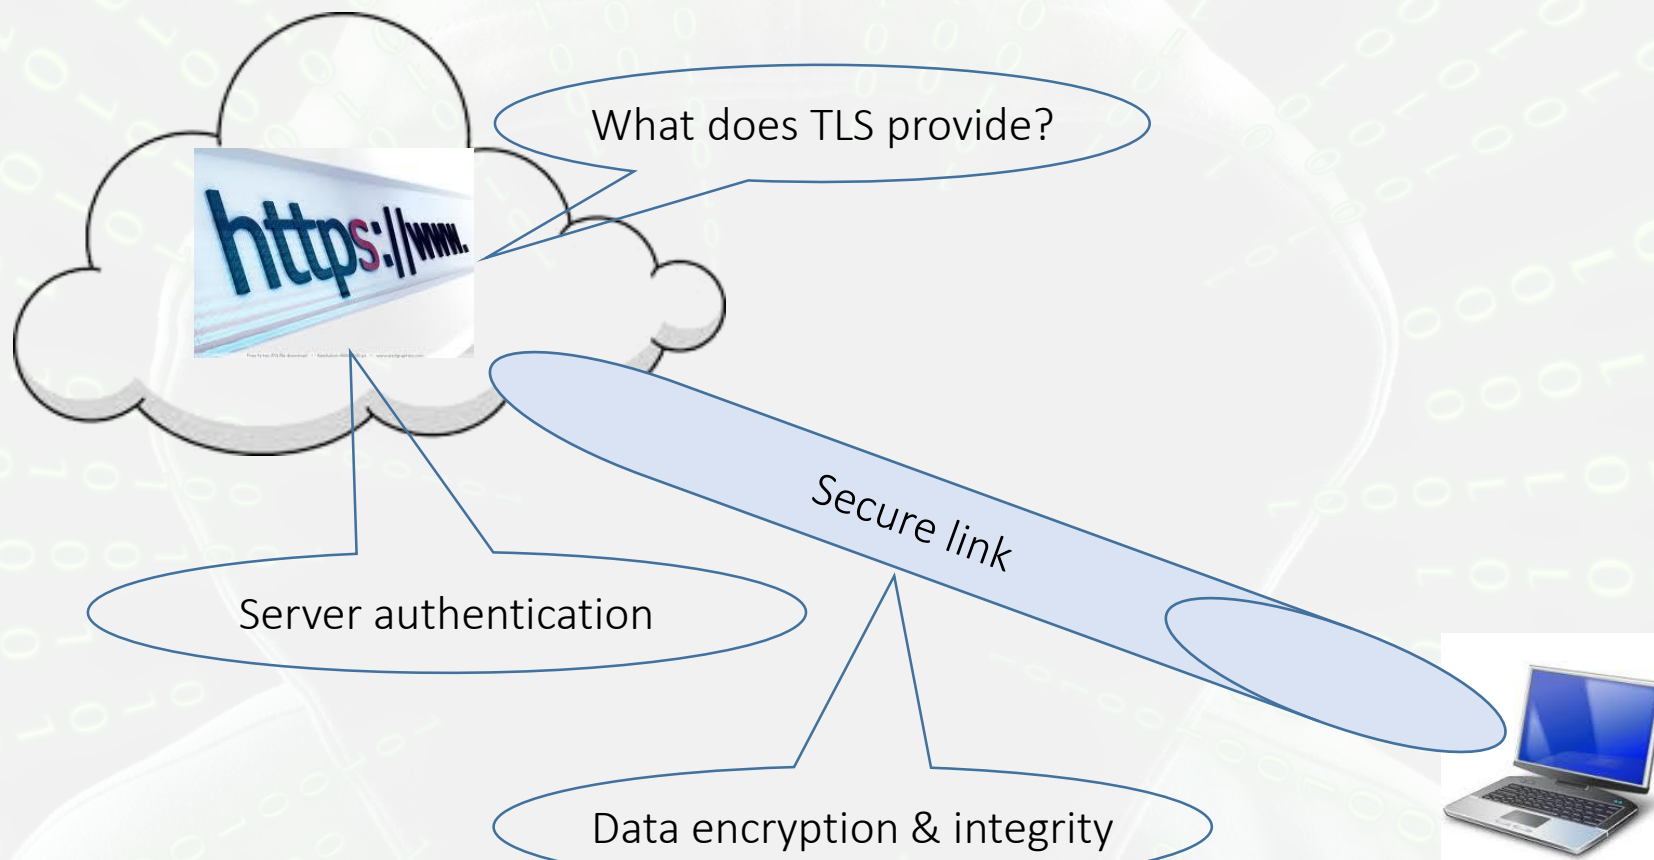 What does TLS provide?
https://www.
Secure link
Server authentication
Data encryption & integrity